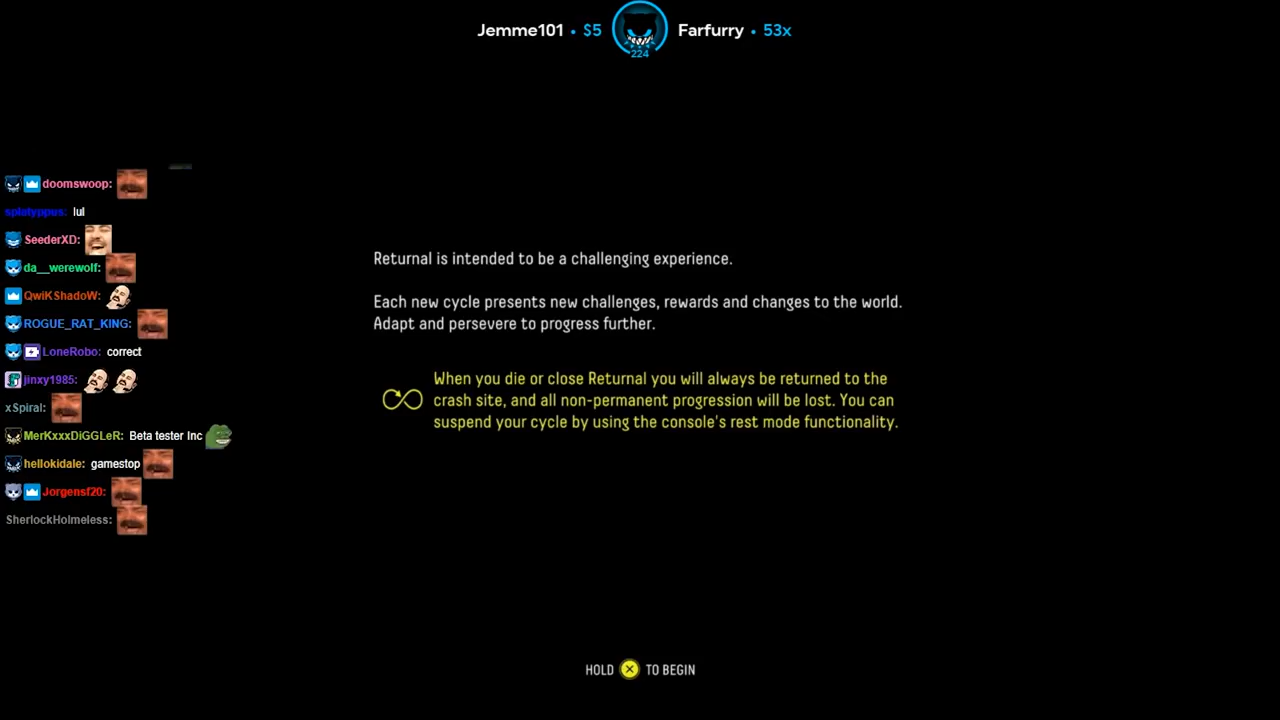 Jemme101 • $5
224
Farfurry • 53x
doomswoop:
splatyppus: lul
SeederXD:
da__werewolf:
QwiKShadoW:
ROGUE_RAT_KING:
LoneRobo: correct
jinxy1985:
xSpiral:
MerKxxxDiGGLeR: Beta tester Inc
hellokidale: gamestop
Jorgensf20:
SherlockHolmeless:
Returnal is intended to be a challenging experience.
Each new cycle presents new challenges, rewards and changes to the world.
Adapt and persevere to progress further.
When you die or close Returnal you will always be returned to the
crash site, and all non-permanent progression will be lost. You can
suspend your cycle by using the console's rest mode functionality.
HOLD X TO BEGIN